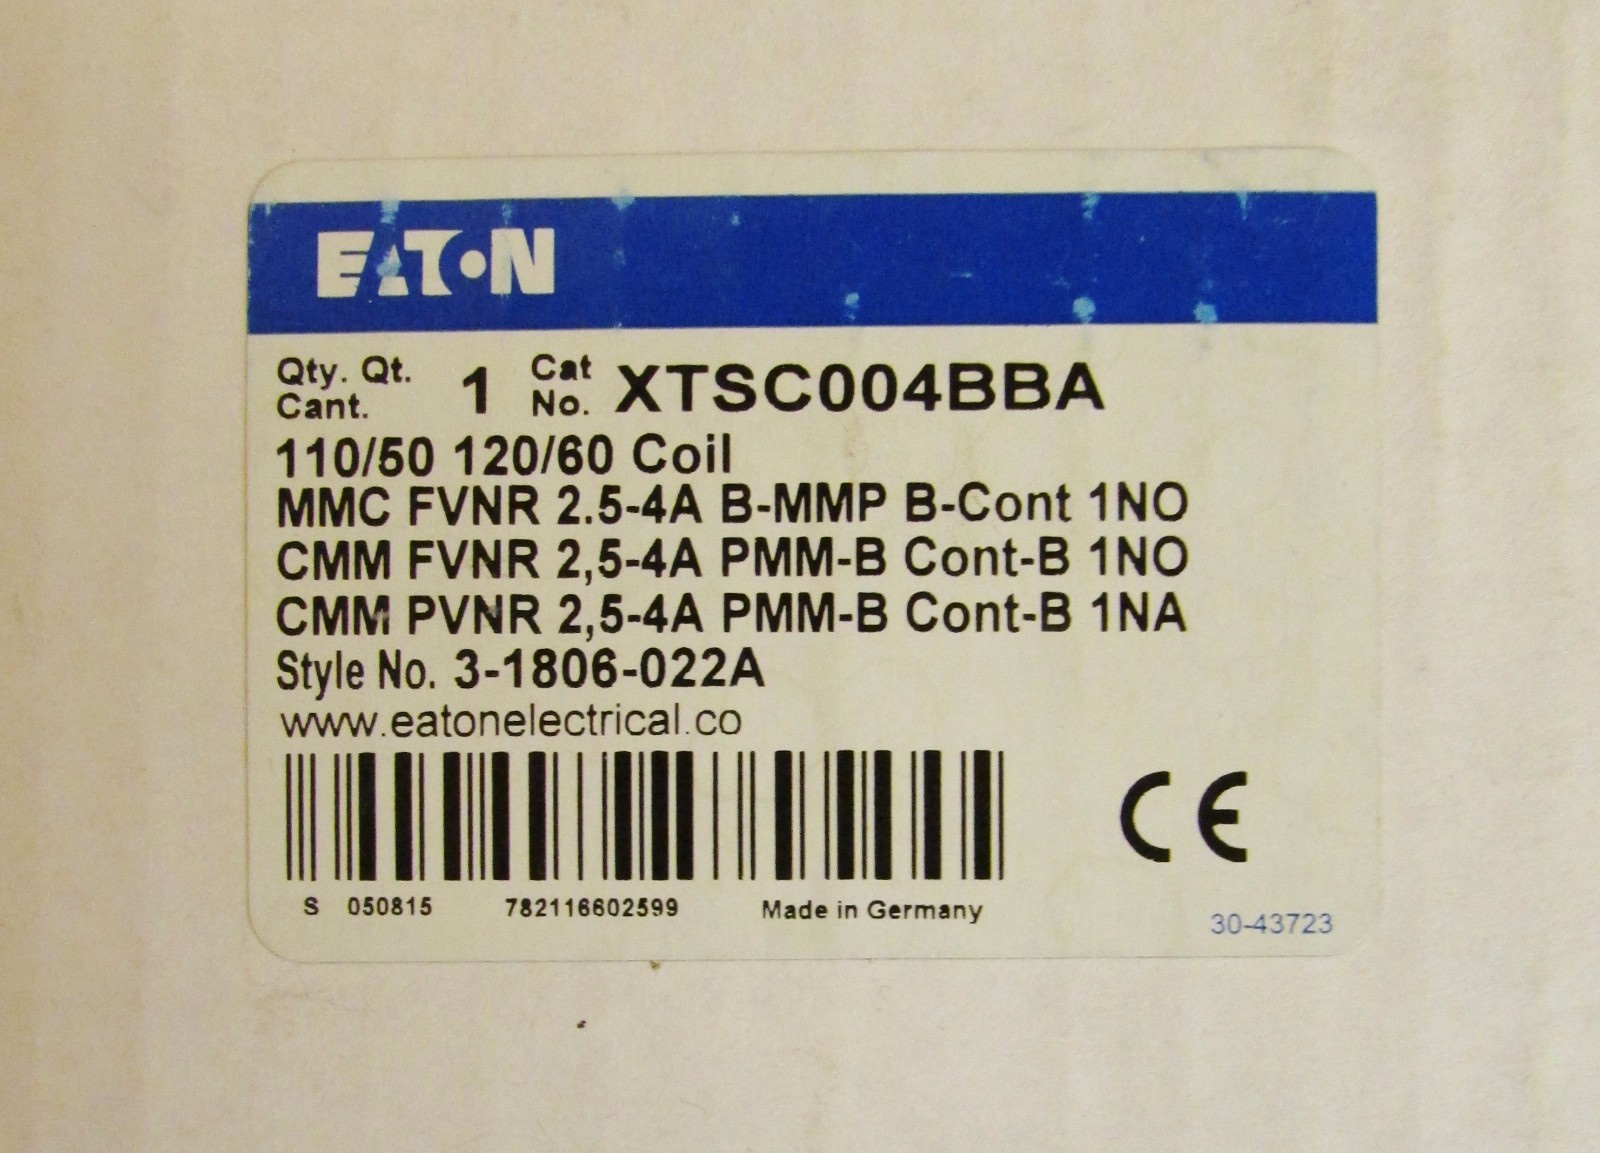 EATON
Qty. Qt. Cant. 1 Cat No. XTSC004BBA
110/50 120/60 Coil
MMC FVNR 2.5-4A B-MMP B-Cont 1NO
CMM FVNR 2,5-4A PMM-B Cont-B 1NO
CMM PVNR 2,5-4A PMM-B Cont-B 1NA
Style No. 3-1806-022A
www.eatonelectrical.co
S 050815 782116602599 Made in Germany
CE
30-43723